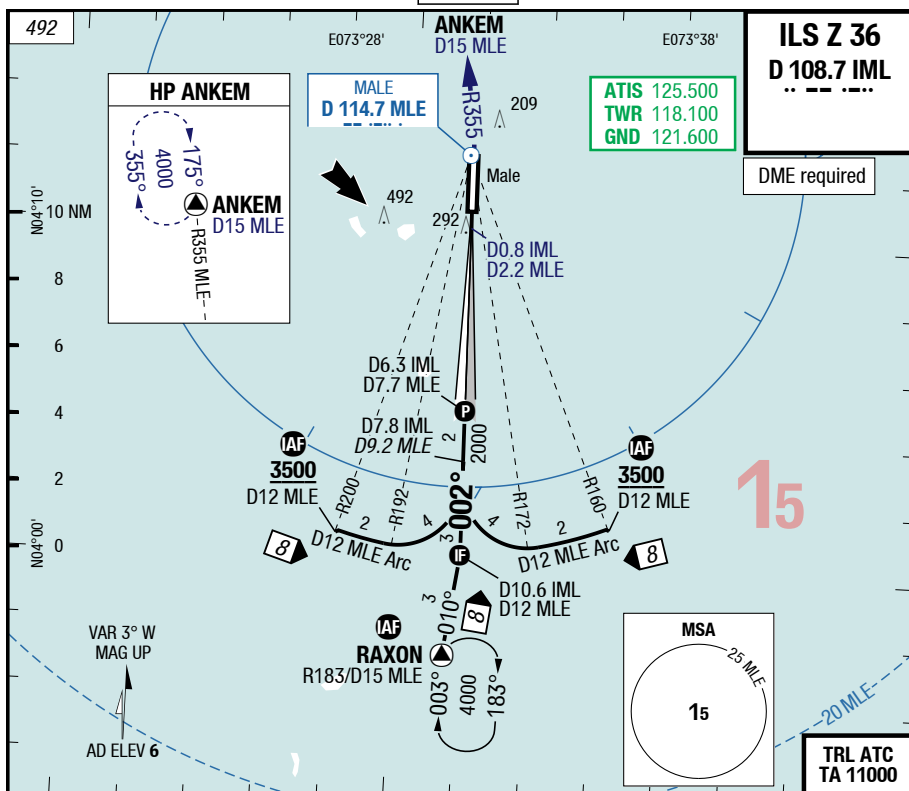 492
ANKEM
D15 MLE
E073°28'
E073°38'
ILS Z 36
D 108.7 IML
DME required
HP ANKEM
175°
4000
355°
ANKEM
D15 MLE
R355 MLE
MALE
D 114.7 MLE
R355
209
ATIS 125.500
TWR 118.100
GND 121.600
Male
492
292
N04°10'
10 NM
8
6
4
2
0
N04°00'
D0.8 IML
D2.2 MLE
D6.3 IML
D7.7 MLE
P
D7.8 IML
D9.2 MLE
2
2000
IAF
3500
D12 MLE
IAF
3500
D12 MLE
R200
R192
R172
R160
002°
15
2
4
4
2
D12 MLE Arc
D12 MLE Arc
8
8
3
IF
D10.6 IML
D12 MLE
3
010°
8
IAF
RAXON
R183/D15 MLE
003°
4000
183°
VAR 3° W
MAG UP
AD ELEV 6
MSA
25 MLE
15
20 MLE
TRL ATC
TA 11000